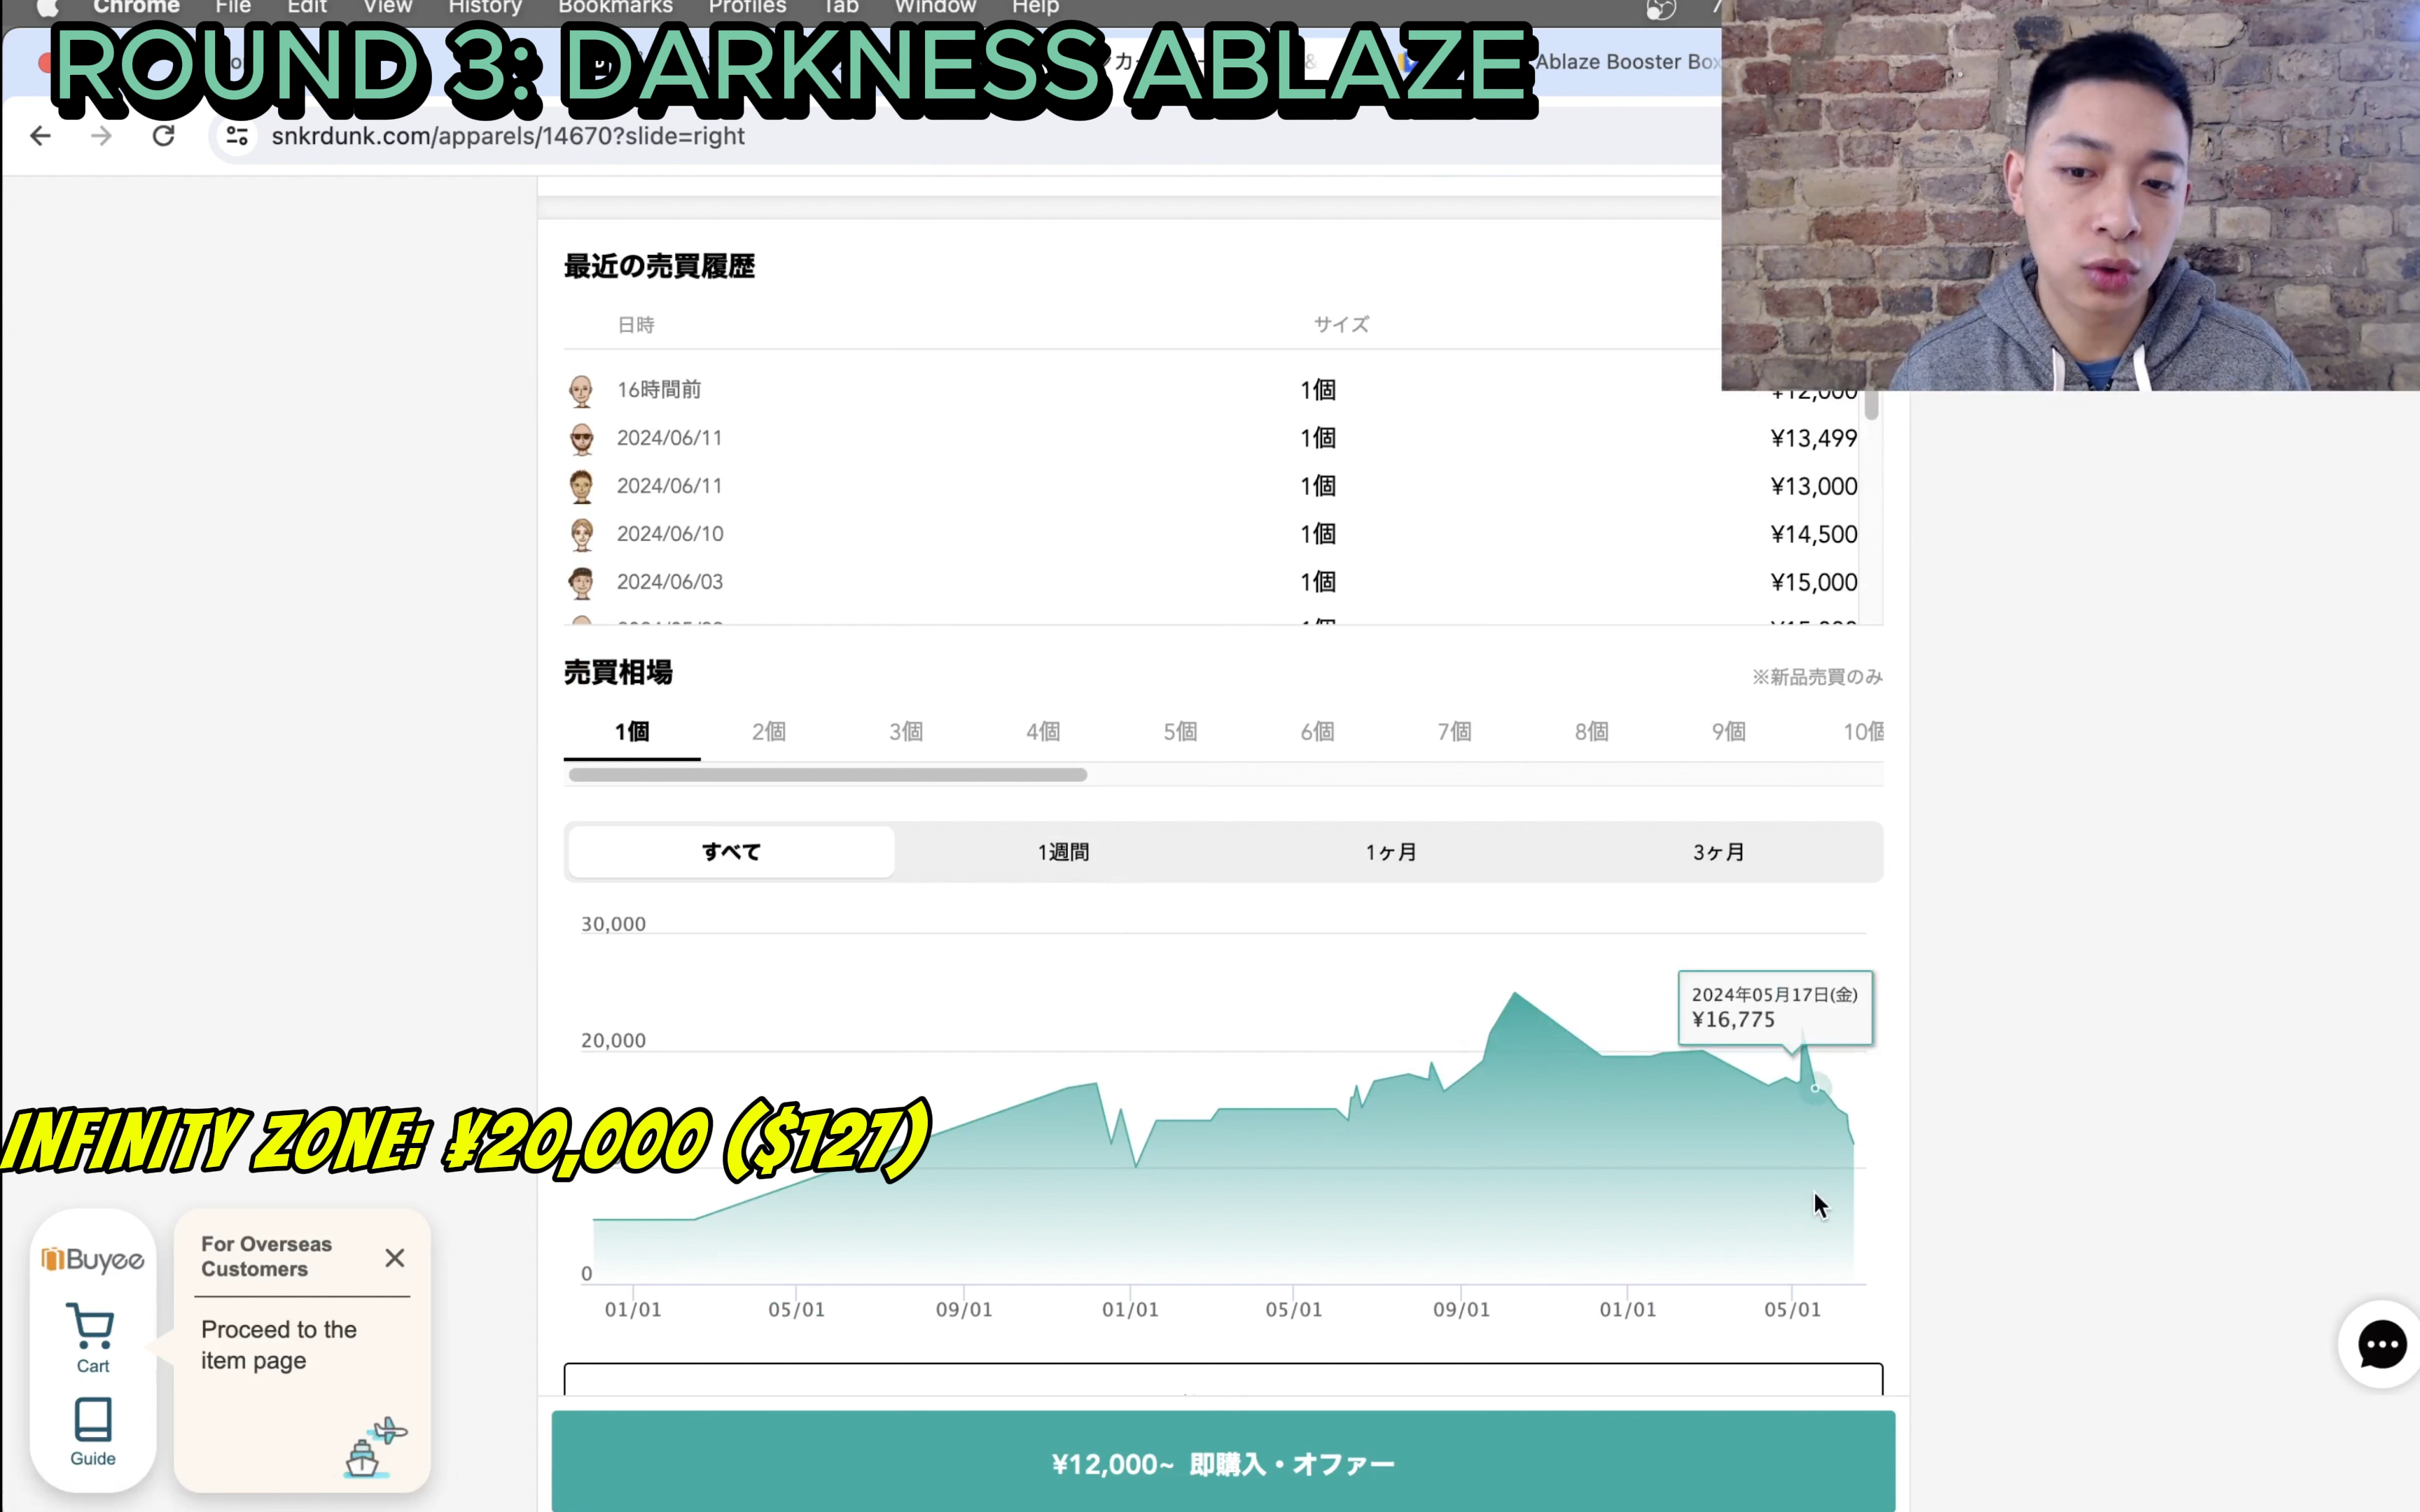 Chrome File Edit View History Bookmarks Profiles Tab Window Help
ROUND 3: DARKNESS ABLAZE
Ablaze Booster Box
snkrdunk.com/apparels/14670?slide=right
最近の売買履歴
日時 サイズ
16時間前 1個 ¥12,000
2024/06/11 1個 ¥13,499
2024/06/11 1個 ¥13,000
2024/06/10 1個 ¥14,500
2024/06/03 1個 ¥15,000
売買相場
※新品売買のみ
1個 2個 3個 4個 5個 6個 7個 8個 9個 10個
すべて 1週間 1ヶ月 3ヶ月
30,000
2024年05月17日(金)
¥16,775
20,000
INFINITY ZONE: ¥20,000 ($127)
0
01/01 05/01 09/01 01/01 05/01 09/01 01/01 05/01
Buyee
Cart
Guide
For Overseas
Customers
Proceed to the
item page
¥12,000~ 即購入・オファー